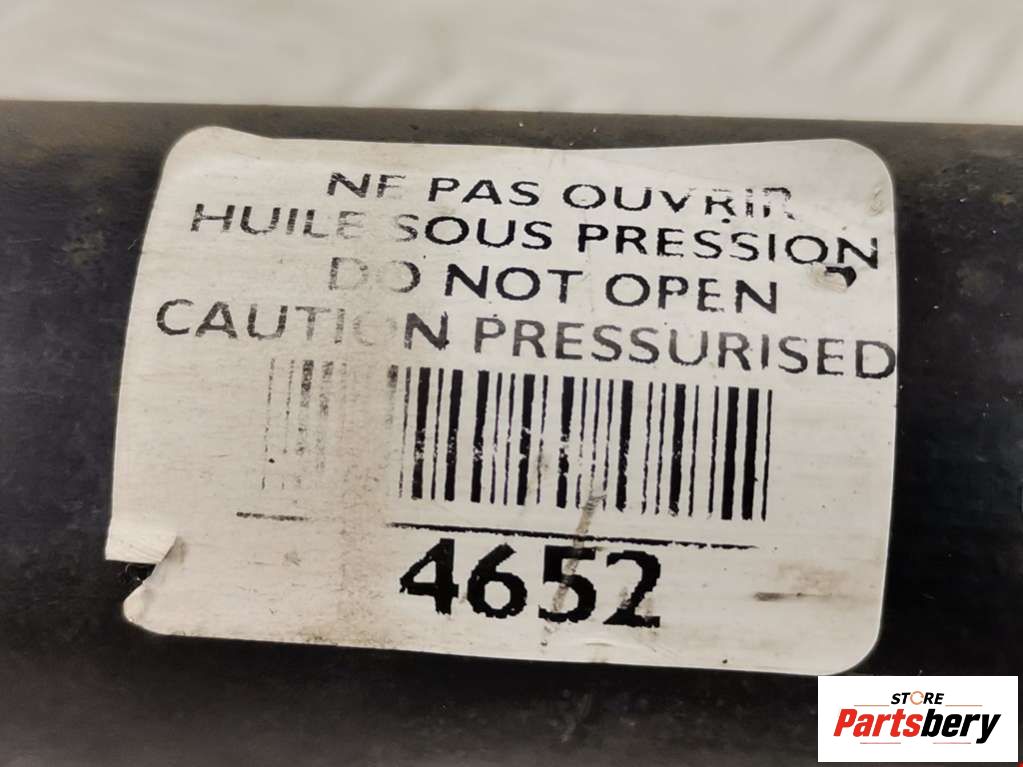 NE PAS OUVRIR
HUILE SOUS PRESSION
DO NOT OPEN
CAUTION PRESSURISED
4652
STORE
Partsbery